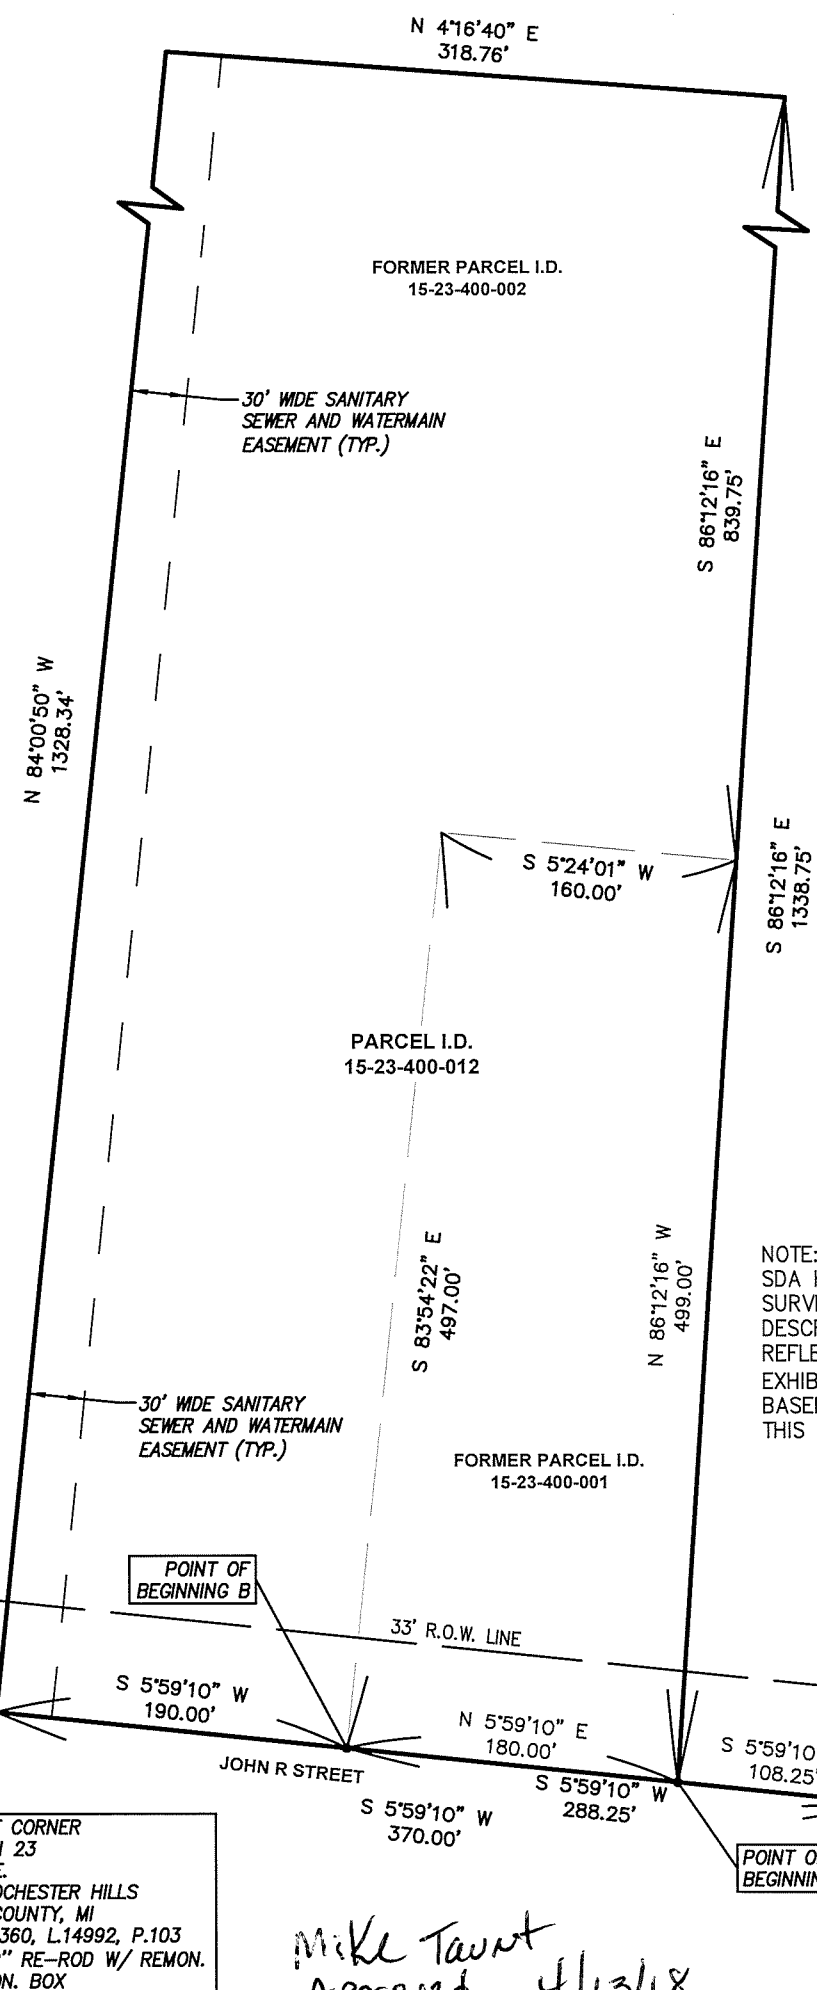 N 4°16'40" E
318.76'
FORMER PARCEL I.D.
15-23-400-002
30' WIDE SANITARY
SEWER AND WATERMAIN
EASEMENT (TYP.)
S 86°12'16" E
839.75'
N 84°00'50" W
1328.34'
S 5°24'01" W
160.00'
S 86°12'16" E
1338.75'
PARCEL I.D.
15-23-400-012
S 83°54'22" E
497.00'
N 86°12'16" W
499.00'
NOTE:
SDA
SURV
DESCR
REFLE
EXHIB
BASE
THIS
30' WIDE SANITARY
SEWER AND WATERMAIN
EASEMENT (TYP.)
FORMER PARCEL I.D.
15-23-400-001
POINT OF
BEGINNING B
33' R.O.W. LINE
S 5°59'10" W
190.00'
N 5°59'10" E
180.00'
S 5°59'10
108.25'
JOHN R STREET
S 5°59'10" W
288.25'
S 5°59'10" W
370.00'
POINT O
BEGINNIN
CORNER
23
E.
OCHESTER HILLS
COUNTY, MI
360, L.14992, P.103
" RE-ROD W/ REMON.
ON. BOX
Mike Taunt
4/13/18